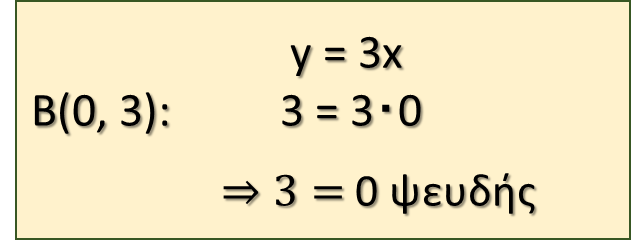 y = 3x
B(0, 3): 3 = 3·0
⇒ 3 = 0 ψευδής